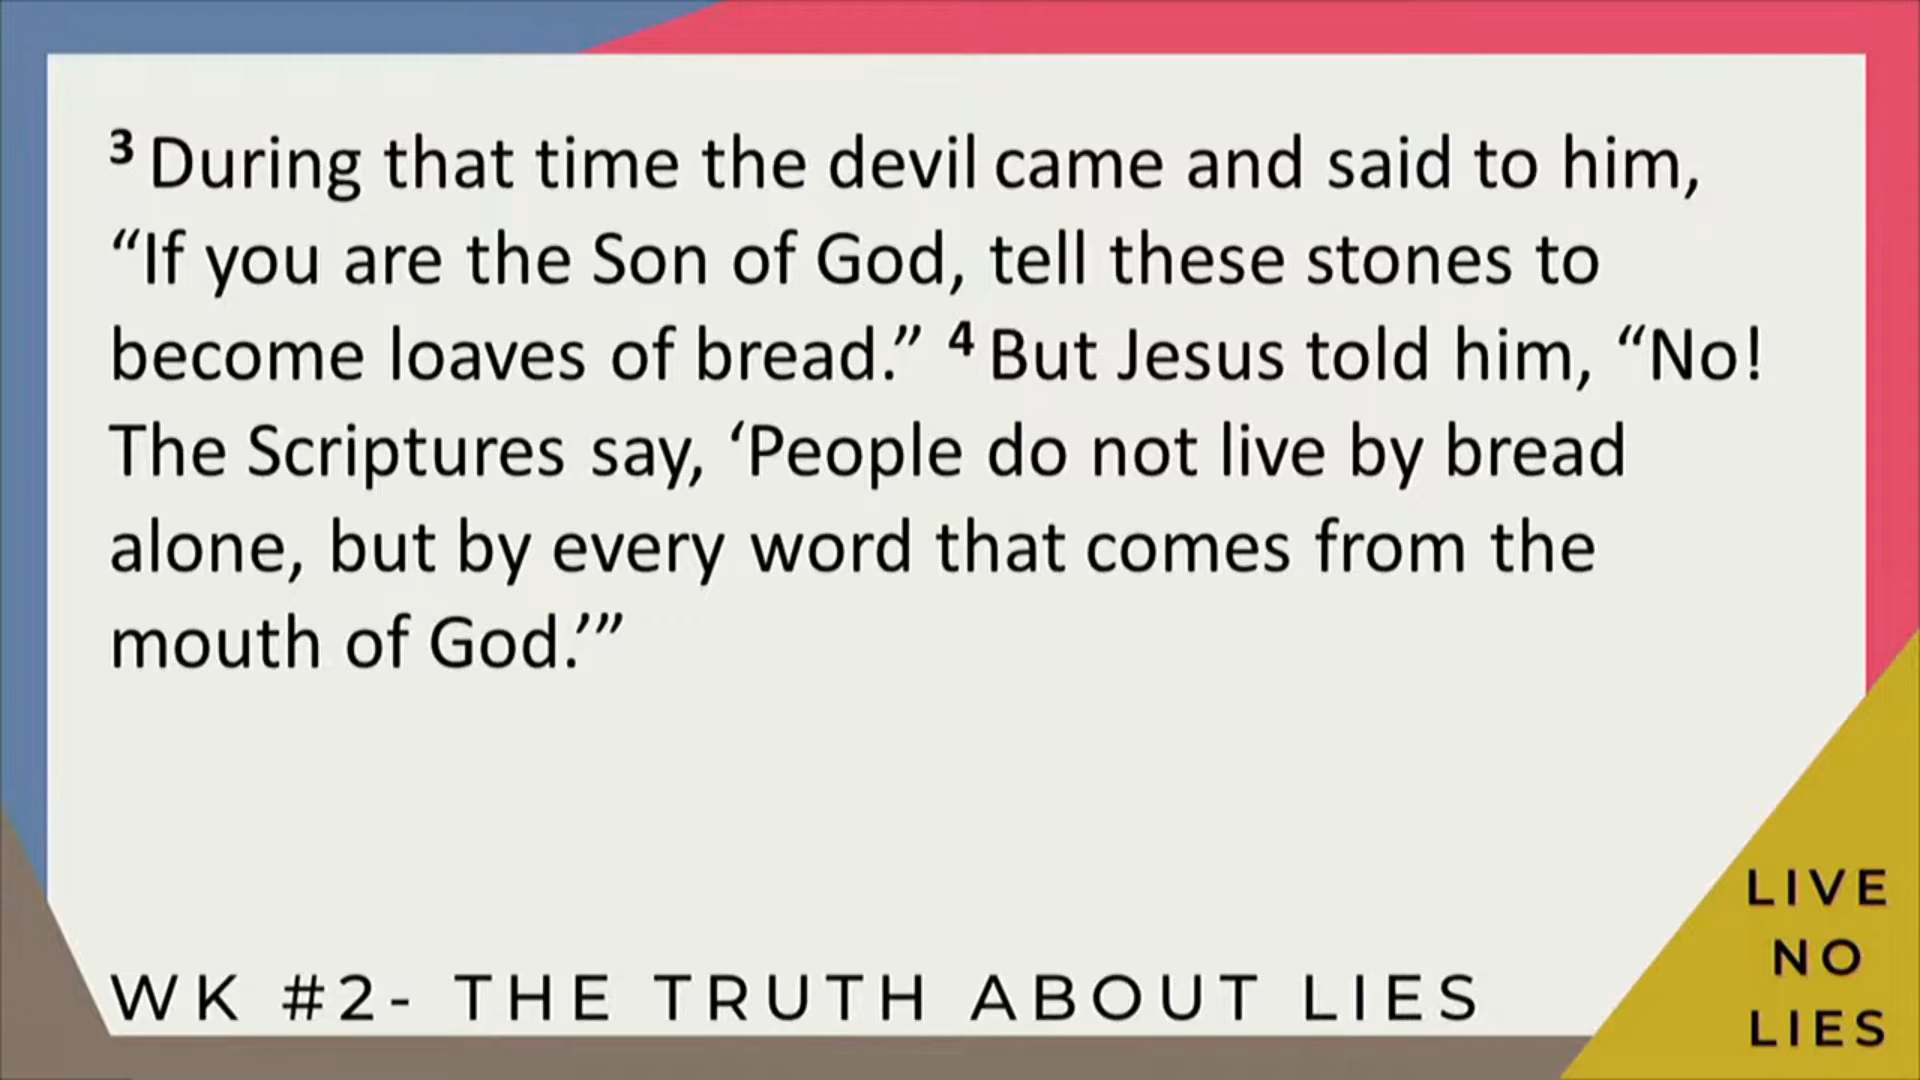 ³ During that time the devil came and said to him,
“If you are the Son of God, tell these stones to
become loaves of bread.” ⁴ But Jesus told him, “No!
The Scriptures say, ‘People do not live by bread
alone, but by every word that comes from the
mouth of God.’”
WK #2- THE TRUTH ABOUT LIES
LIVE
NO
LIES